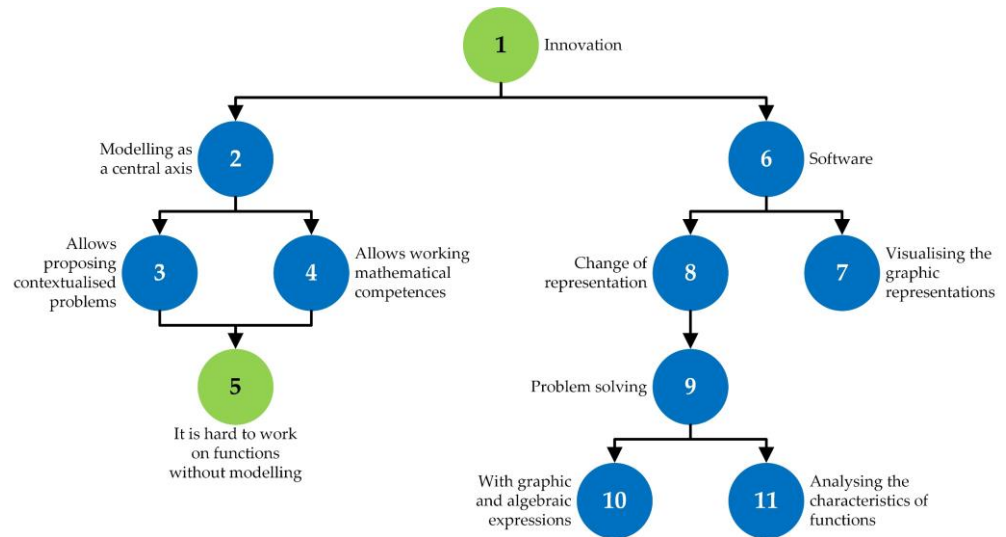 1
Innovation
Modelling as
a central axis
2
6
Software
Allows
proposing
contextualised
problems
3
4
Allows working
mathematical
competences
Change of
representation
8
7
Visualising the
graphic
representations
5
It is hard to work
on functions
without modelling
Problem solving
9
With graphic
and algebraic
expressions
10
11
Analysing the
characteristics of
functions